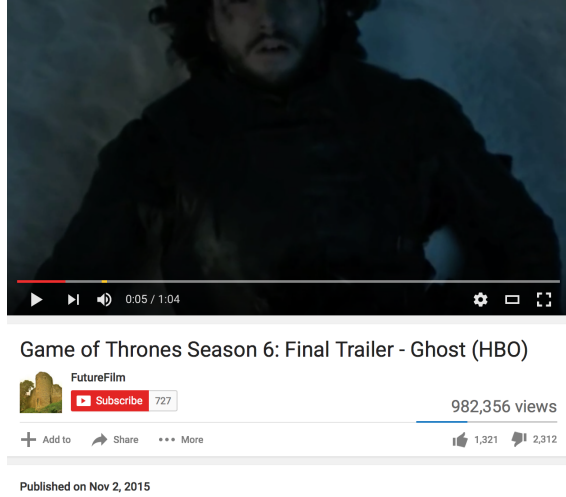 0:05 / 1:04
Game of Thrones Season 6: Final Trailer - Ghost (HBO)
FutureFilm
Subscribe 727
982,356 views
Add to Share More 1,321 2,312
Published on Nov 2, 2015